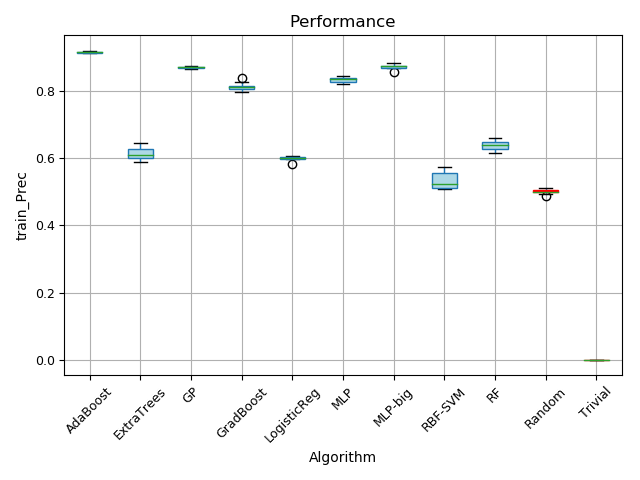 Performance
train_Prec
0.8
0.6
0.4
0.2
0.0
AdaBoost
ExtraTrees
GP
GradBoost
LogisticReg
MLP
MLP-big
RBF-SVM
RF
Random
Trivial
Algorithm